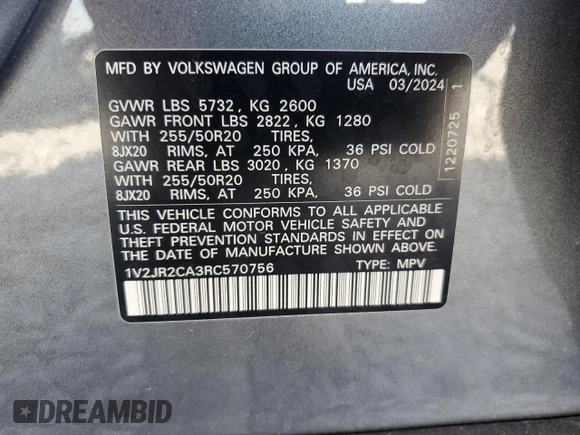 MFD BY VOLKSWAGEN GROUP OF AMERICA, INC.
USA 03/2024
GVWR LBS 5732, KG 2600
GAWR FRONT LBS 2822, KG 1280
WITH 255/50R20 TIRES,
8JX20 RIMS, AT 250 KPA, 36 PSI COLD
GAWR REAR LBS 3020, KG 1370
WITH 255/50R20 TIRES,
8JX20 RIMS, AT 250 KPA, 36 PSI COLD
THIS VEHICLE CONFORMS TO ALL APPLICABLE
U.S. FEDERAL MOTOR VEHICLE SAFETY AND
THEFT PREVENTION STANDARDS IN EFFECT ON
THE DATE OF MANUFACTURE SHOWN ABOVE.
1V2JR2CA3RC570756 TYPE: MPV
1220725 1
DREAMBID